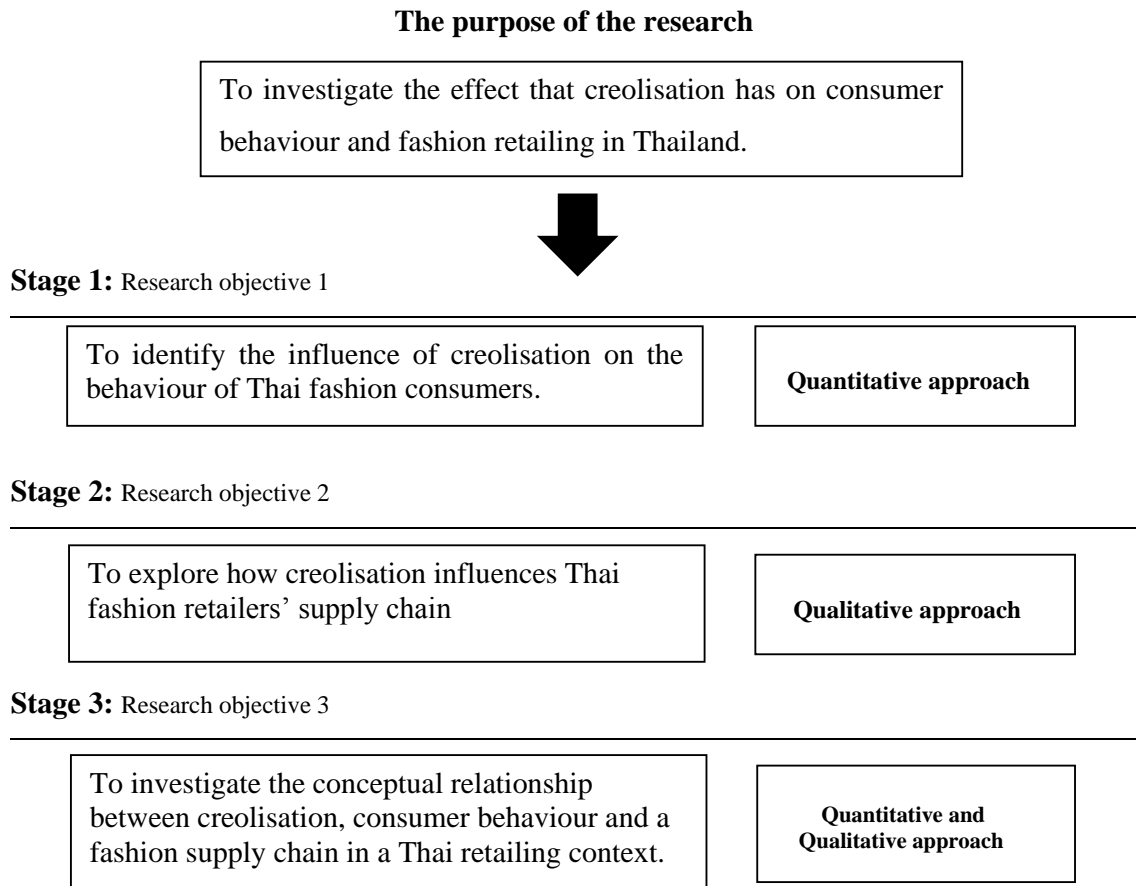 The purpose of the research
To investigate the effect that creolisation has on consumer
behaviour and fashion retailing in Thailand.
Stage 1: Research objective 1
To identify the influence of creolisation on the
behaviour of Thai fashion consumers.
Quantitative approach
Stage 2: Research objective 2
To explore how creolisation influences Thai
fashion retailers’ supply chain
Qualitative approach
Stage 3: Research objective 3
To investigate the conceptual relationship
between creolisation, consumer behaviour and a
fashion supply chain in a Thai retailing context.
Quantitative and
Qualitative approach